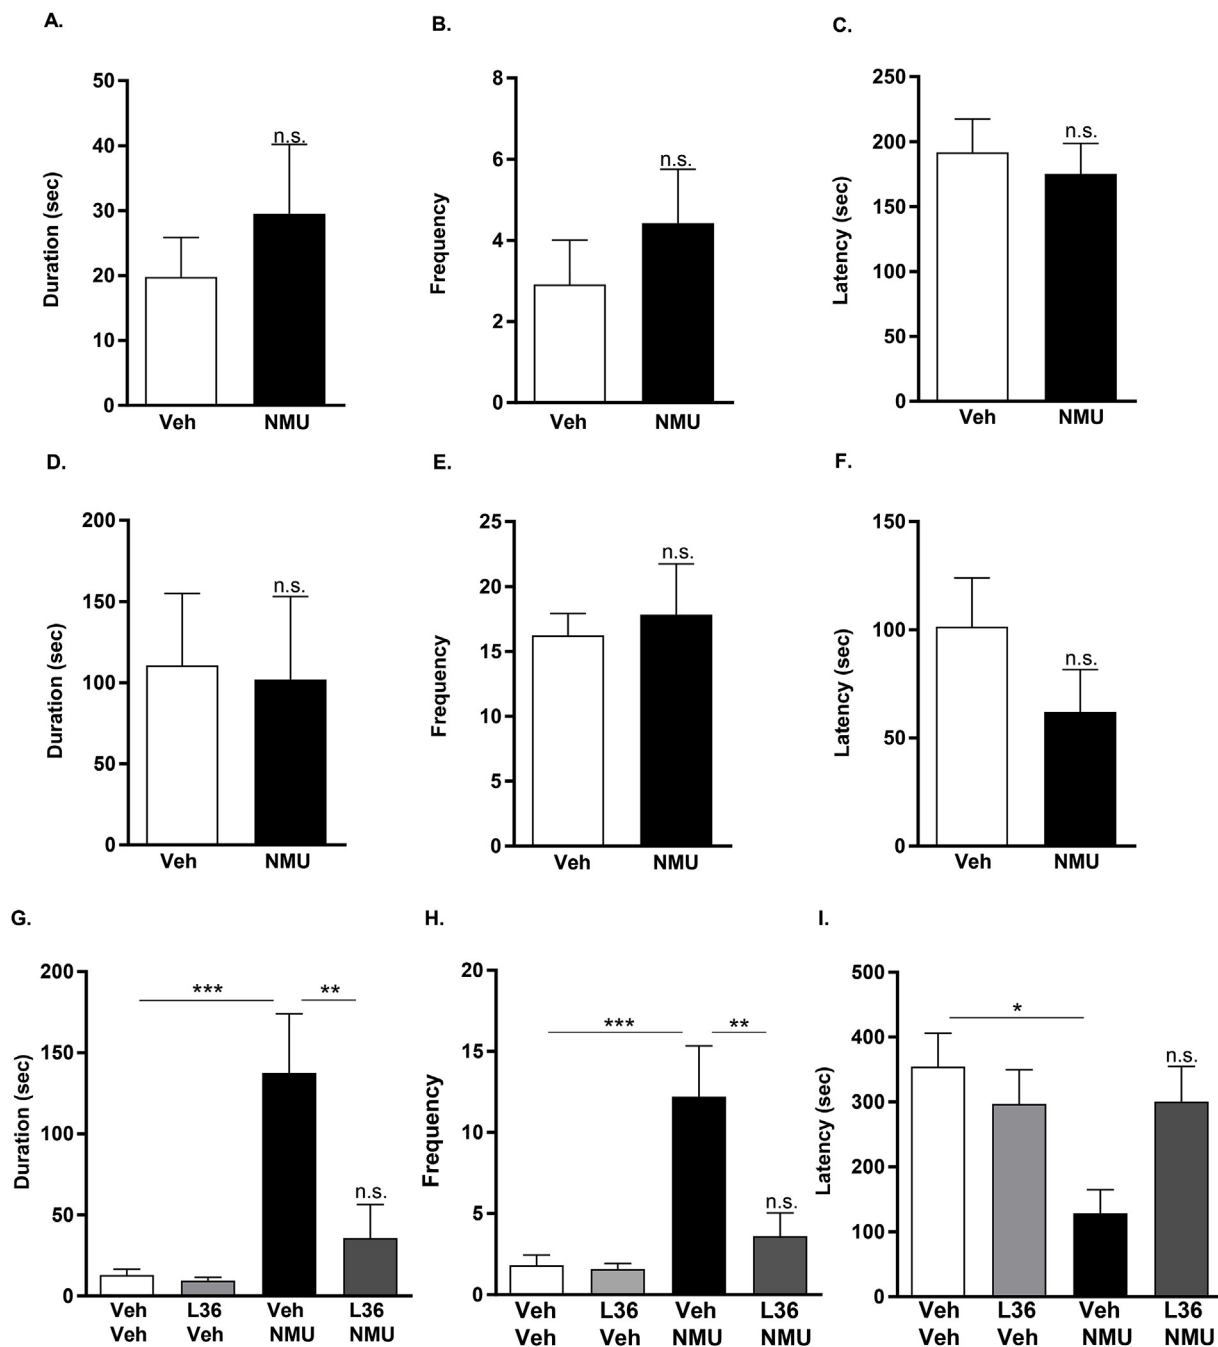 A.
B.
C.
50
40
30
20
10
0
Duration (sec)
n.s.
Veh NMU
8
6
4
2
0
Frequency
n.s.
Veh NMU
250
200
150
100
50
0
Latency (sec)
n.s.
Veh NMU
D.
E.
F.
200
150
100
50
0
Duration (sec)
n.s.
Veh NMU
25
20
15
10
5
0
Frequency
n.s.
Veh NMU
150
100
50
0
Latency (sec)
n.s.
Veh NMU
G.
H.
I.
200
150
100
50
0
Duration (sec)
*** **
n.s.
Veh L36 Veh L36
Veh Veh NMU NMU
20
15
10
5
0
Frequency
*** **
n.s.
Veh L36 Veh L36
Veh Veh NMU NMU
500
400
300
200
100
0
Latency (sec)
*
n.s.
Veh L36 Veh L36
Veh Veh NMU NMU